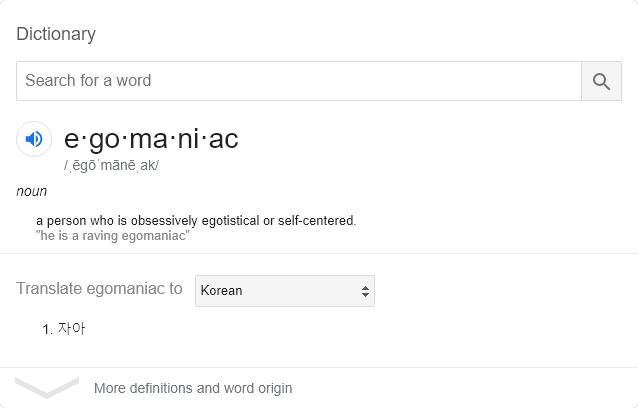 Dictionary
Search for a word
e·go·ma·ni·ac
/ˌēɡōˈmānēˌak/
noun
a person who is obsessively egotistical or self-centered.
"he is a raving egomaniac"
Translate egomaniac to Korean
1. 자아
More definitions and word origin